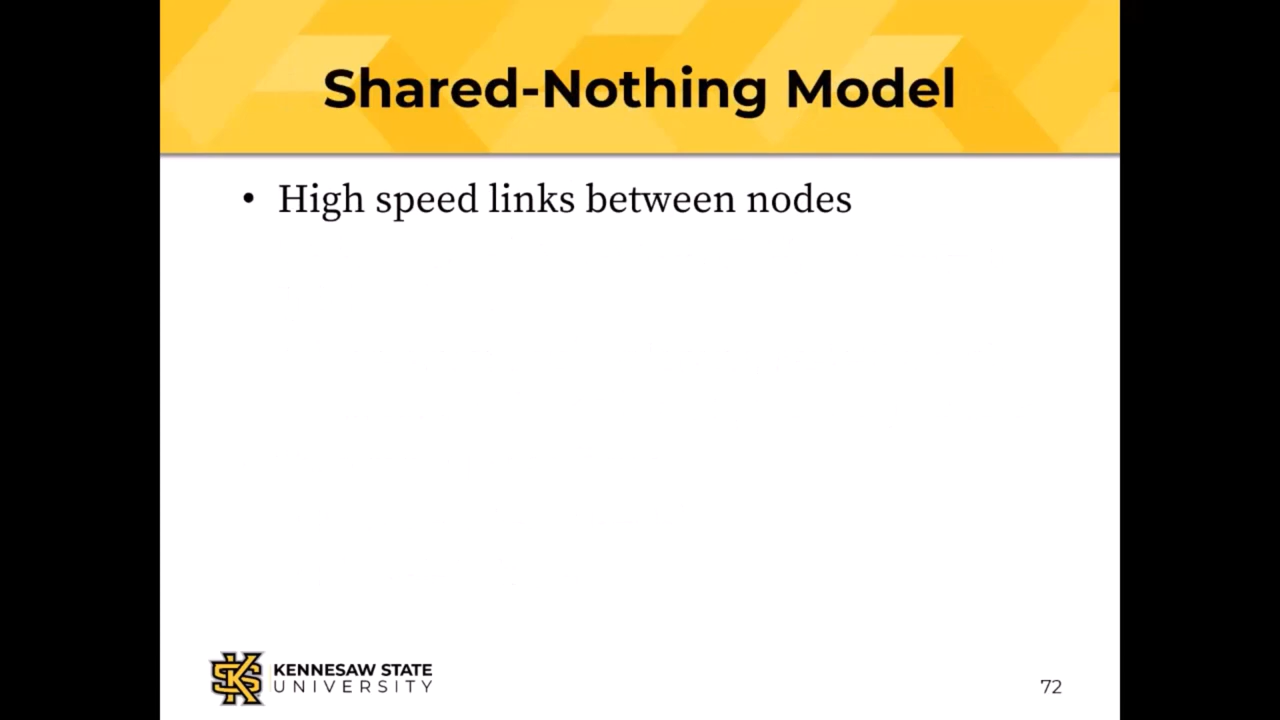 Shared-Nothing Model
• High speed links between nodes
KENNESAW STATE
UNIVERSITY
72